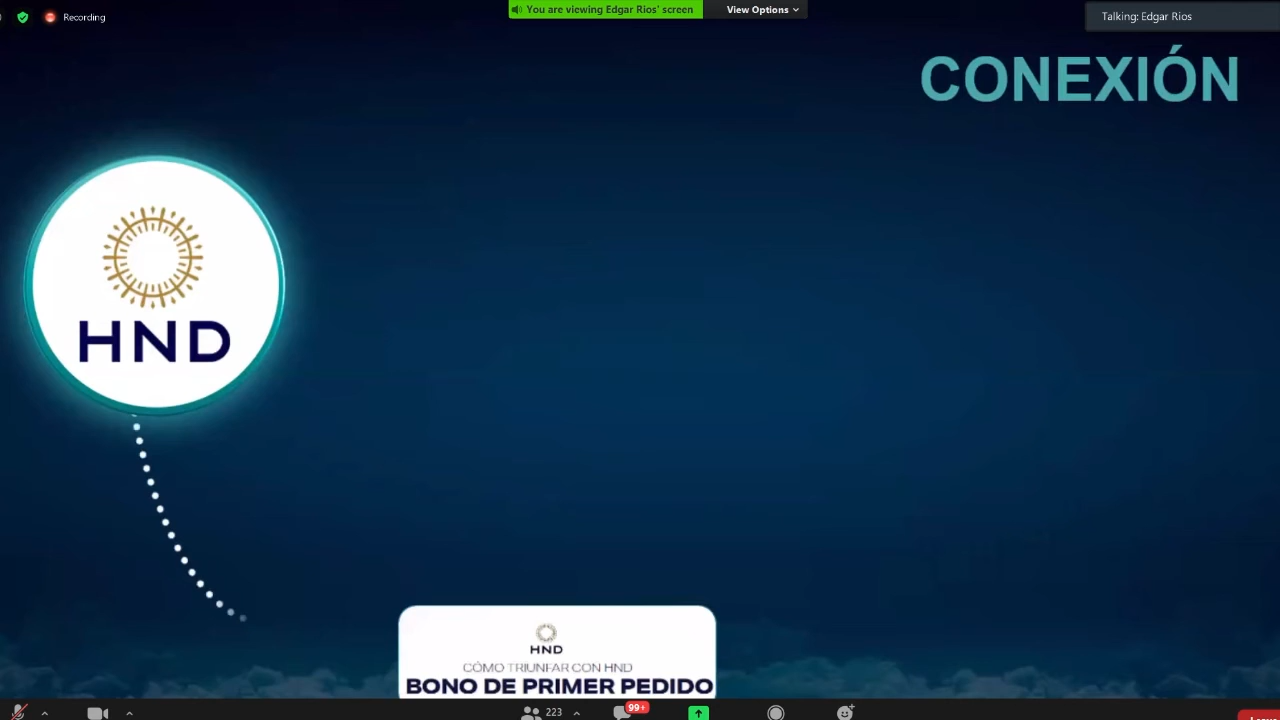 Recording
You are viewing Edgar Rios' screen
View Options
Talking: Edgar Rios
CONEXIÓN
HND
HND
CÓMO TRIUNFAR CON HND
BONO DE PRIMER PEDIDO
223
99+